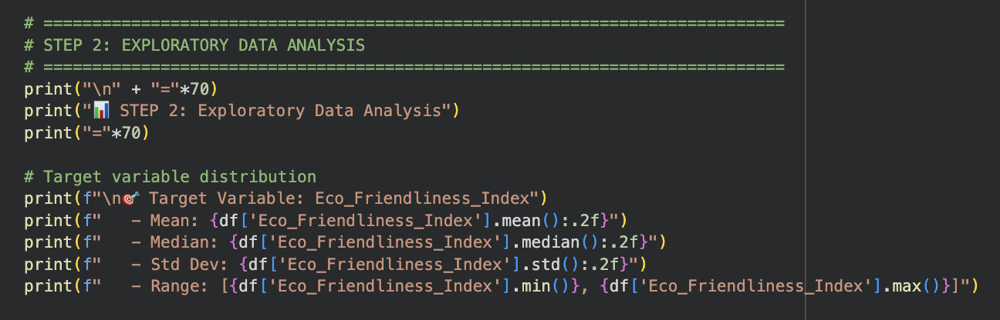 # ============================================================================
# STEP 2: EXPLORATORY DATA ANALYSIS
# ============================================================================
print("\n" + "="*70)
print("📊 STEP 2: Exploratory Data Analysis")
print("="*70)
# Target variable distribution
print(f"\n🎯 Target Variable: Eco_Friendliness_Index")
print(f"   - Mean: {df['Eco_Friendliness_Index'].mean():.2f}")
print(f"   - Median: {df['Eco_Friendliness_Index'].median():.2f}")
print(f"   - Std Dev: {df['Eco_Friendliness_Index'].std():.2f}")
print(f"   - Range: [{df['Eco_Friendliness_Index'].min()}, {df['Eco_Friendliness_Index'].max()}]")